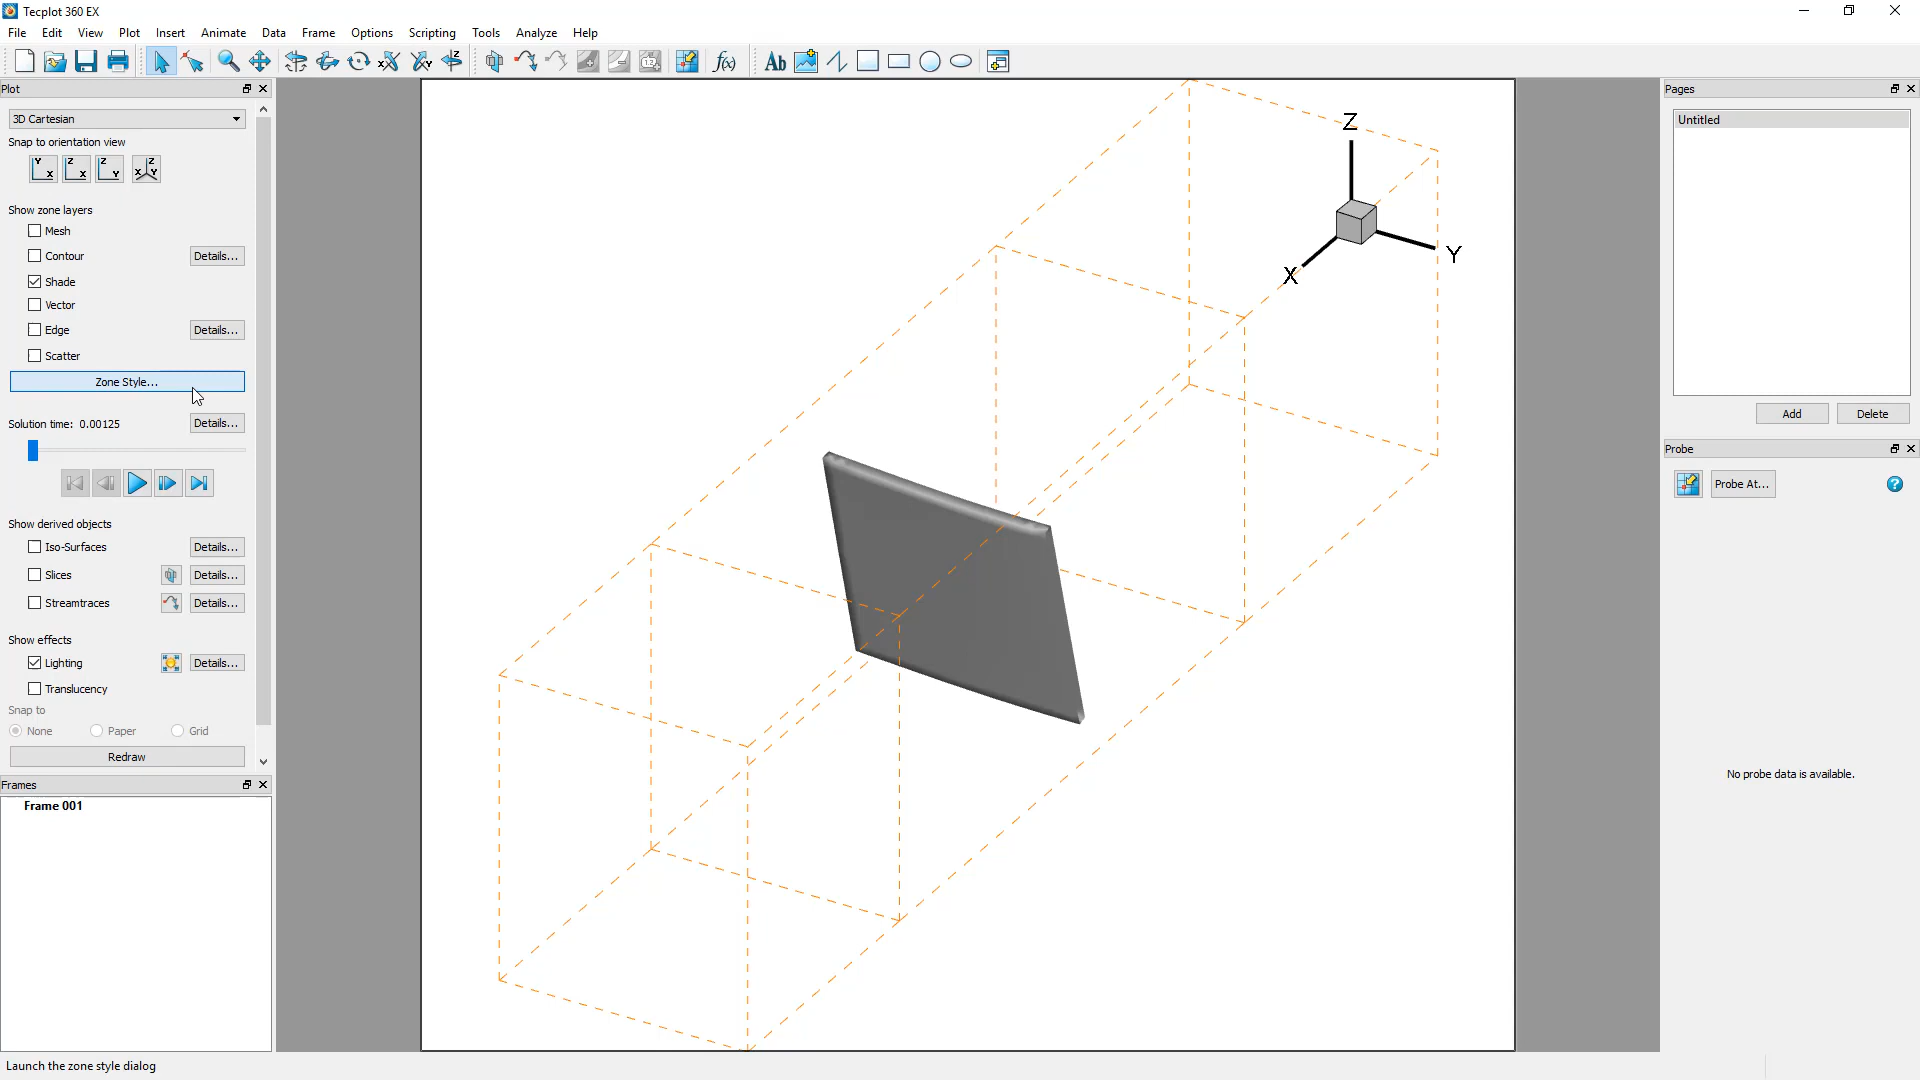 Tecplot 360 EX
File Edit View Plot Insert Animate Data Frame Options Scripting Tools Analyze Help
Ab
f(x)
Plot
3D Cartesian
Snap to orientation view
Y X Z X Z Y X Z Y
Show zone layers
Mesh
Contour Details...
Shade
Vector
Edge Details...
Scatter
Zone Style...
Solution time: 0.00125 Details...
Show derived objects
Iso-Surfaces Details...
Slices Details...
Streamtraces Details...
Show effects
Lighting Details...
Translucency
Snap to
None Paper Grid
Redraw
Frames
Frame 001
Z
Y
X
Pages
Untitled
Add Delete
Probe
Probe At...
?
No probe data is available.
Launch the zone style dialog